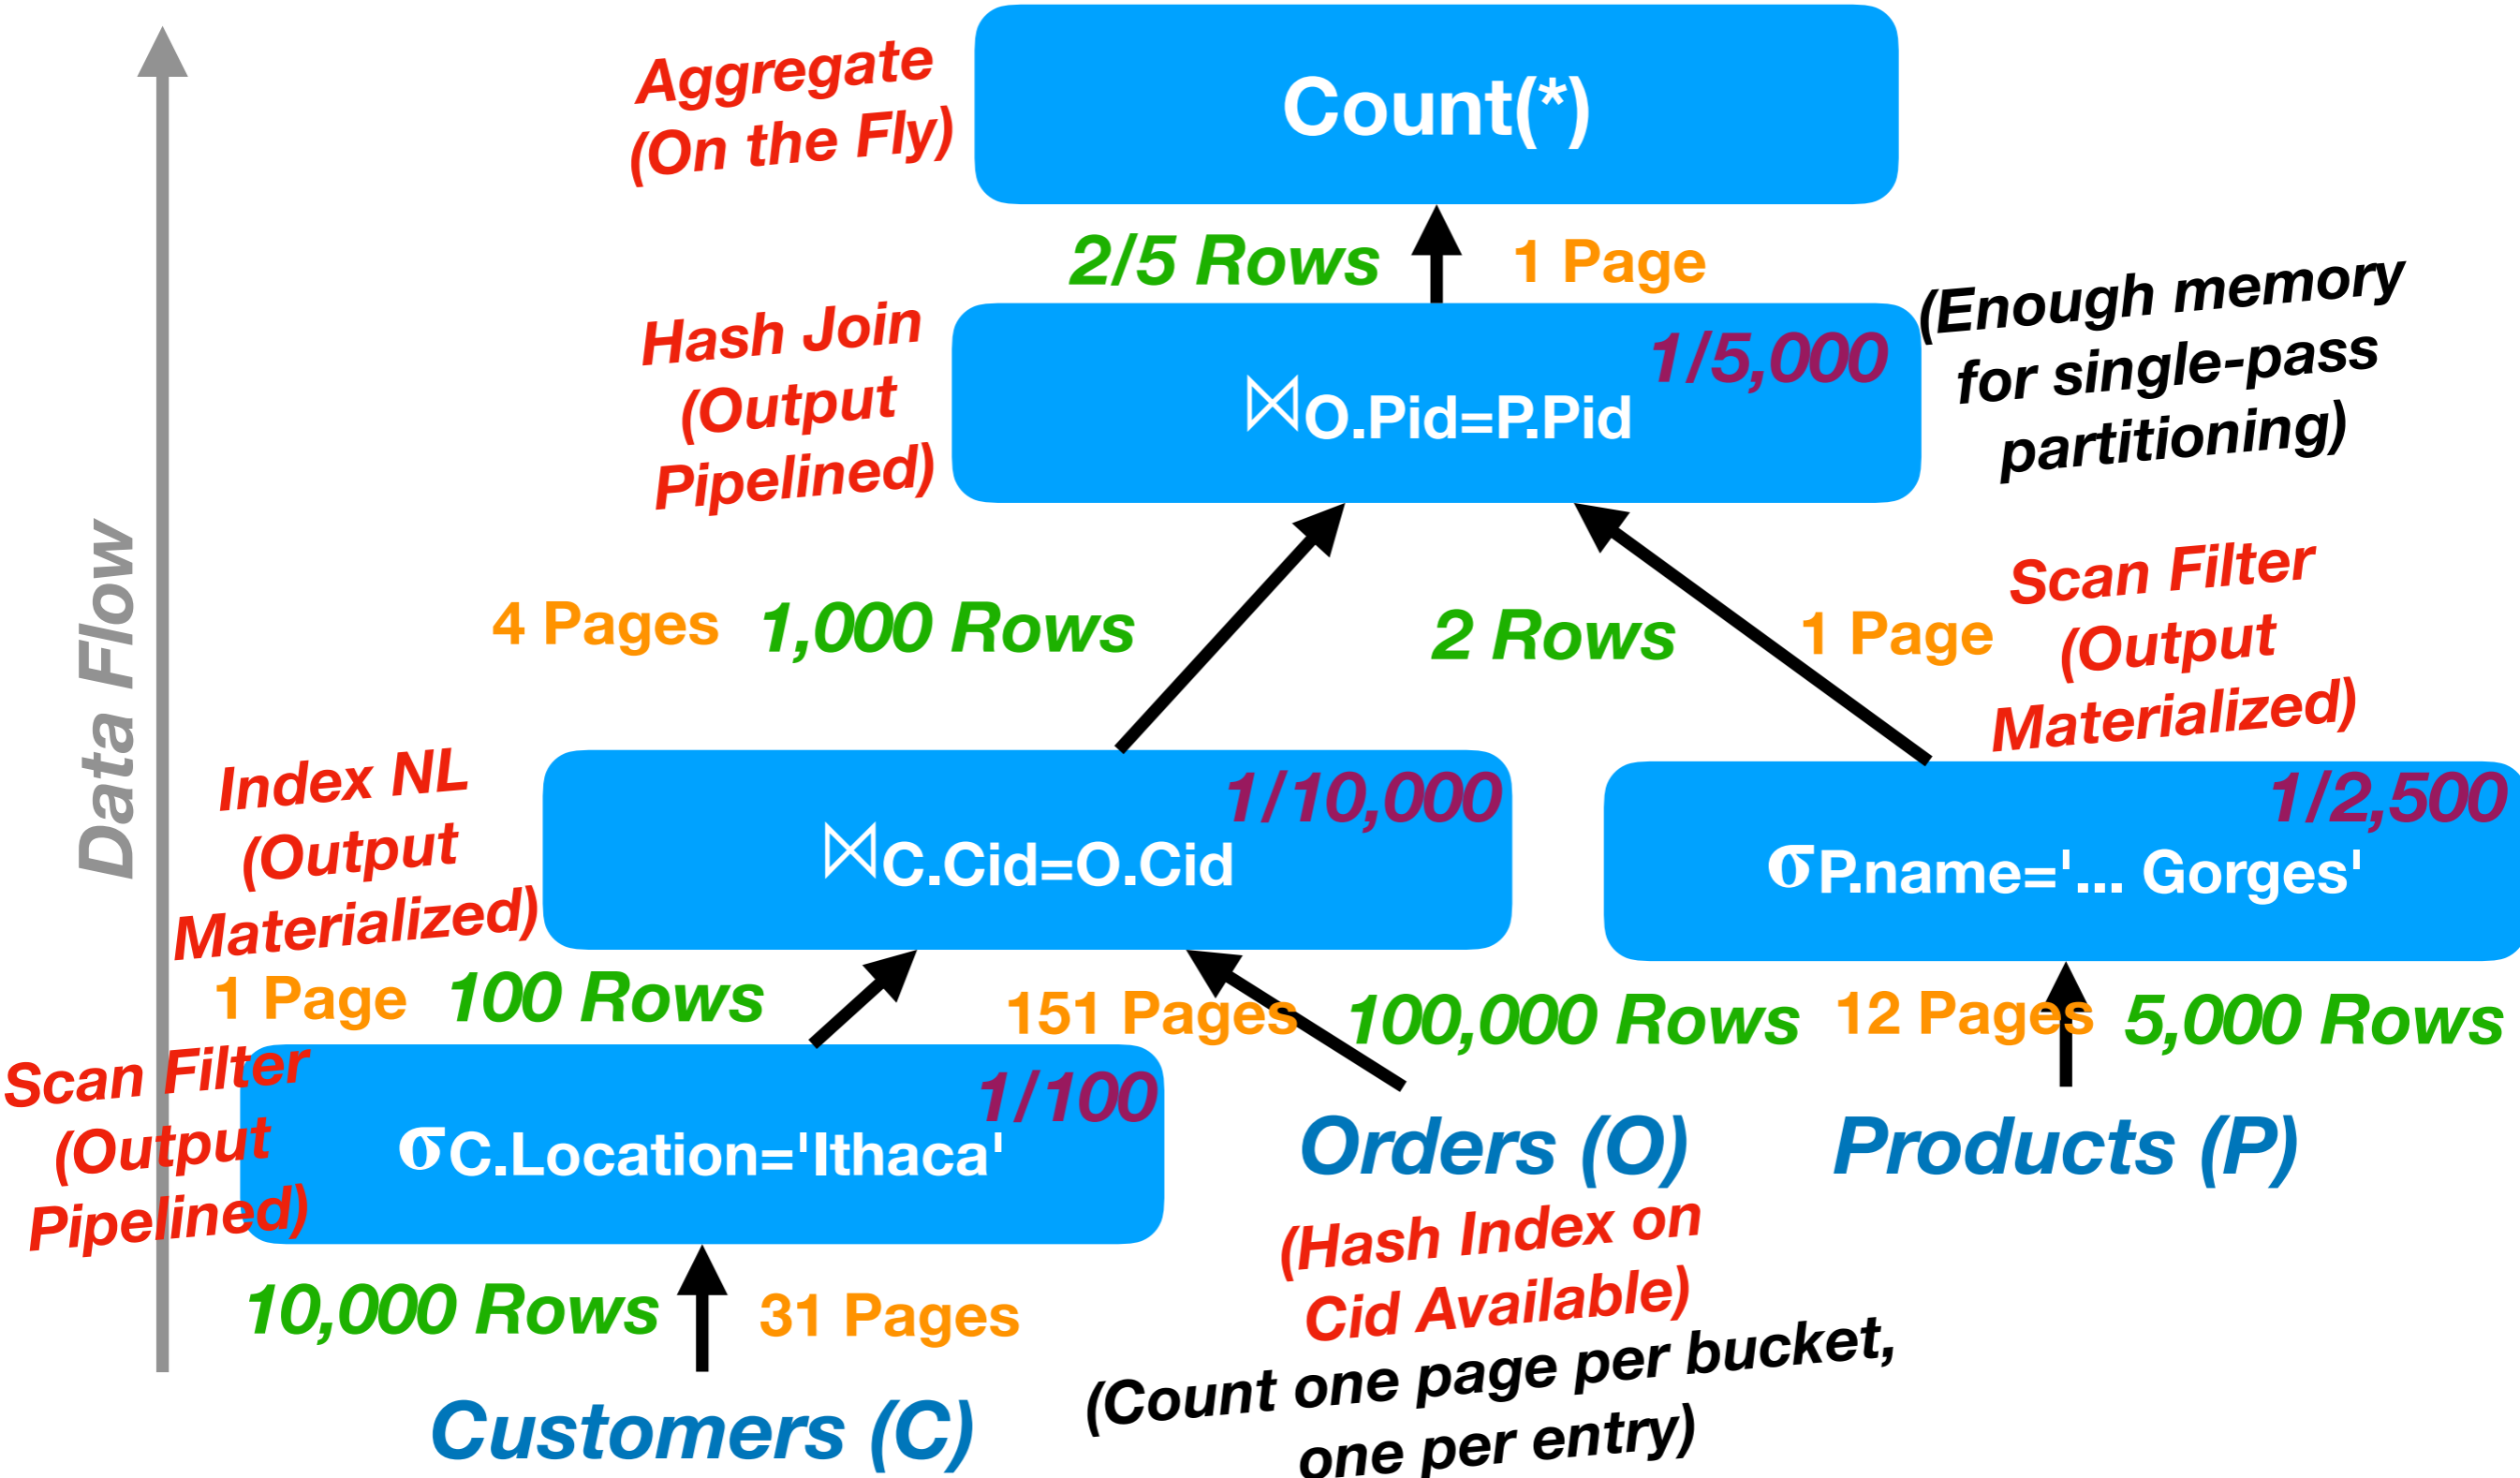 Aggregate
(On the Fly)
Count(*)
2/5 Rows
1 Page
Hash Join
(Output
Pipelined)
1/5,000
⋈O.Pid=P.Pid
(Enough memory
for single-pass
partitioning)
Data Flow
4 Pages
1,000 Rows
2 Rows
1 Page
Scan Filter
(Output
Materialized)
Index NL
(Output
Materialized)
1/10,000
⋈C.Cid=O.Cid
1/2,500
σP.name='... Gorges'
1 Page
100 Rows
151 Pages
100,000 Rows
12 Pages
5,000 Rows
Scan Filter
(Output
Pipelined)
1/100
σC.Location='Ithaca'
Orders (O)
Products (P)
(Hash Index on
Cid Available)
(Count one page per bucket,
one per entry)
10,000 Rows
31 Pages
Customers (C)